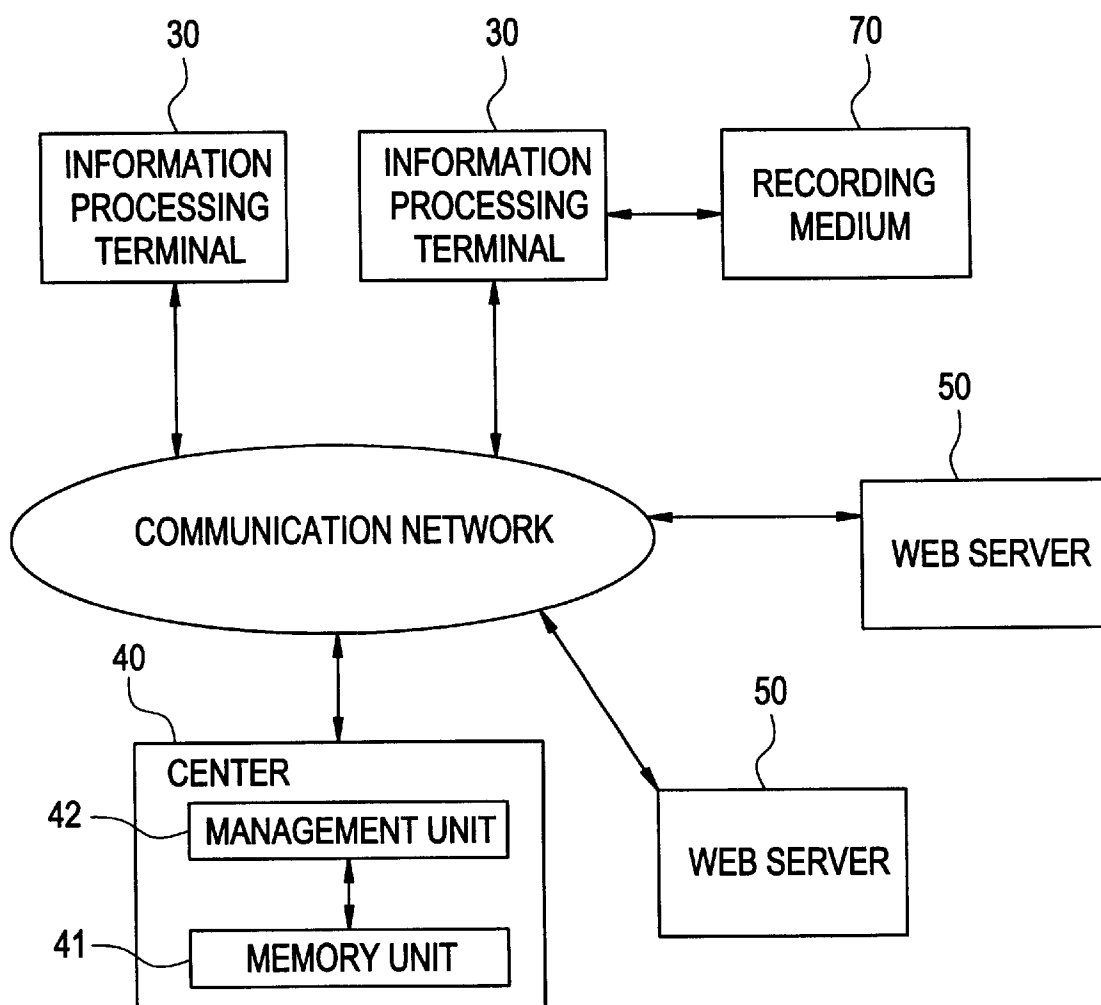 30
30
70
INFORMATION
PROCESSING
TERMINAL
INFORMATION
PROCESSING
TERMINAL
RECORDING
MEDIUM
50
COMMUNICATION NETWORK
WEB SERVER
40
50
CENTER
42
MANAGEMENT UNIT
WEB SERVER
41
MEMORY UNIT